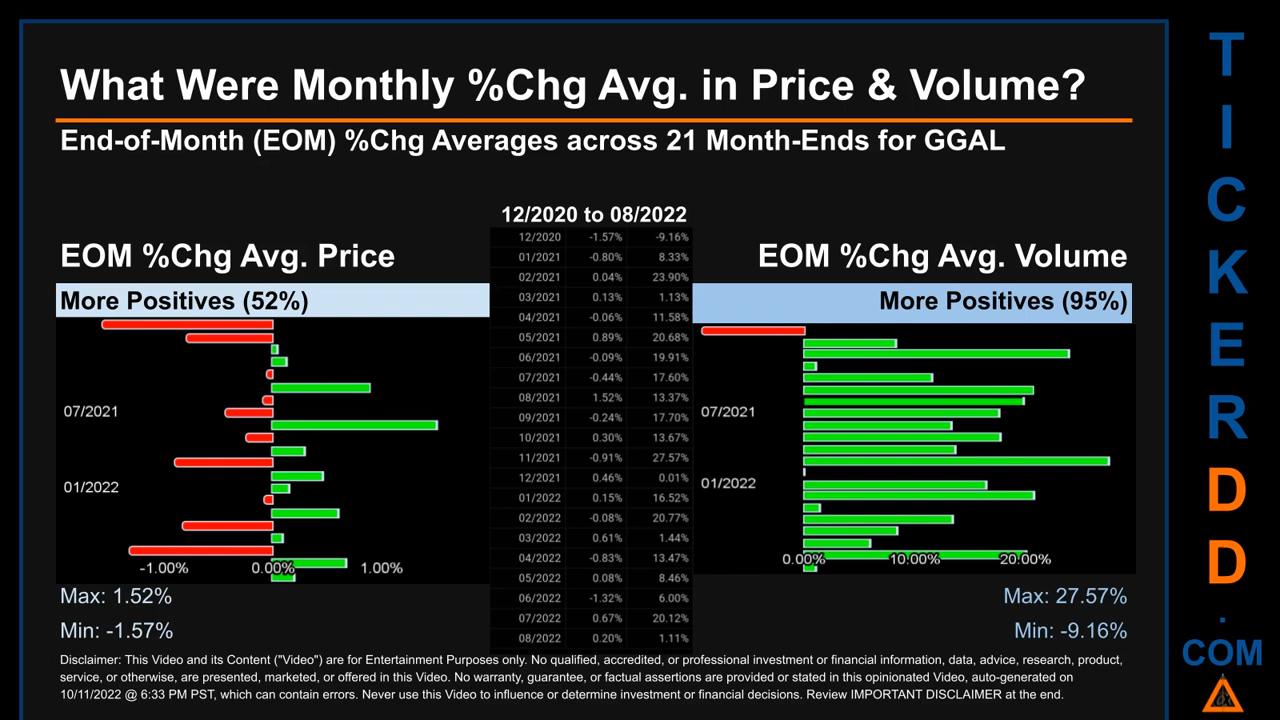 What Were Monthly %Chg Avg. in Price & Volume?
End-of-Month (EOM) %Chg Averages across 21 Month-Ends for GGAL
12/2020 to 08/2022
EOM %Chg Avg. Price
More Positives (52%)
07/2021
01/2022
-1.00%
0.00%
1.00%
Max: 1.52%
Min: -1.57%
12/2020 -1.57% -9.16%
01/2021 -0.80% 8.33%
02/2021 0.04% 23.90%
03/2021 0.13% 1.13%
04/2021 -0.06% 11.58%
05/2021 0.89% 20.68%
06/2021 -0.09% 19.91%
07/2021 -0.44% 17.60%
08/2021 1.52% 13.37%
09/2021 -0.24% 17.70%
10/2021 0.30% 13.67%
11/2021 -0.91% 27.57%
12/2021 0.46% 0.01%
01/2022 0.15% 16.52%
02/2022 -0.08% 20.77%
03/2022 0.61% 1.44%
04/2022 -0.83% 13.47%
05/2022 0.08% 8.46%
06/2022 -1.32% 6.00%
07/2022 0.67% 20.12%
08/2022 0.20% 1.11%
EOM %Chg Avg. Volume
More Positives (95%)
07/2021
01/2022
0.00%
10.00%
20.00%
Max: 27.57%
Min: -9.16%
Disclaimer: This Video and its Content ("Video") are for Entertainment Purposes only. No qualified, accredited, or professional investment or financial information, data, advice, research, product,
service, or otherwise, are presented, marketed, or offered in this Video. No warranty, guarantee, or factual assertions are provided or stated in this opinionated Video, auto-generated on
10/11/2022 @ 6:33 PM PST, which can contain errors. Never use this Video to influence or determine investment or financial decisions. Review IMPORTANT DISCLAIMER at the end.
T
I
C
K
E
R
D
D
.
COM